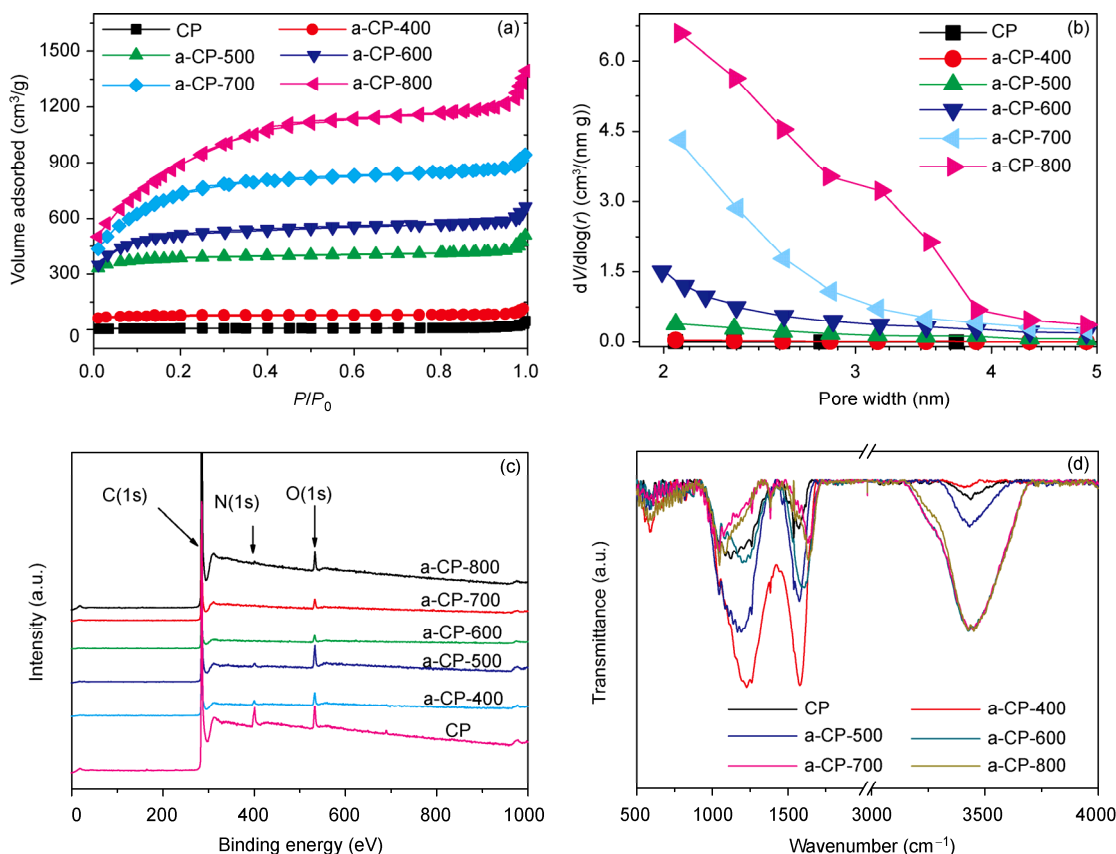 (a)
CP
a-CP-400
a-CP-500
a-CP-600
a-CP-700
a-CP-800
Volume adsorbed (cm³/g)
1500
1200
900
600
300
0
0.0 0.2 0.4 0.6 0.8 1.0
P/P₀
(b)
CP
a-CP-400
a-CP-500
a-CP-600
a-CP-700
a-CP-800
dV/dlog(r) (cm³/(nm g))
6.0
4.5
3.0
1.5
0.0
2 3 4 5
Pore width (nm)
(c)
C(1s)
N(1s)
O(1s)
a-CP-800
a-CP-700
a-CP-600
a-CP-500
a-CP-400
CP
Intensity (a.u.)
0 200 400 600 800 1000
Binding energy (eV)
(d)
Transmittance (a.u.)
CP
a-CP-400
a-CP-500
a-CP-600
a-CP-700
a-CP-800
500 1000 1500 3000 3500 4000
Wavenumber (cm⁻¹)